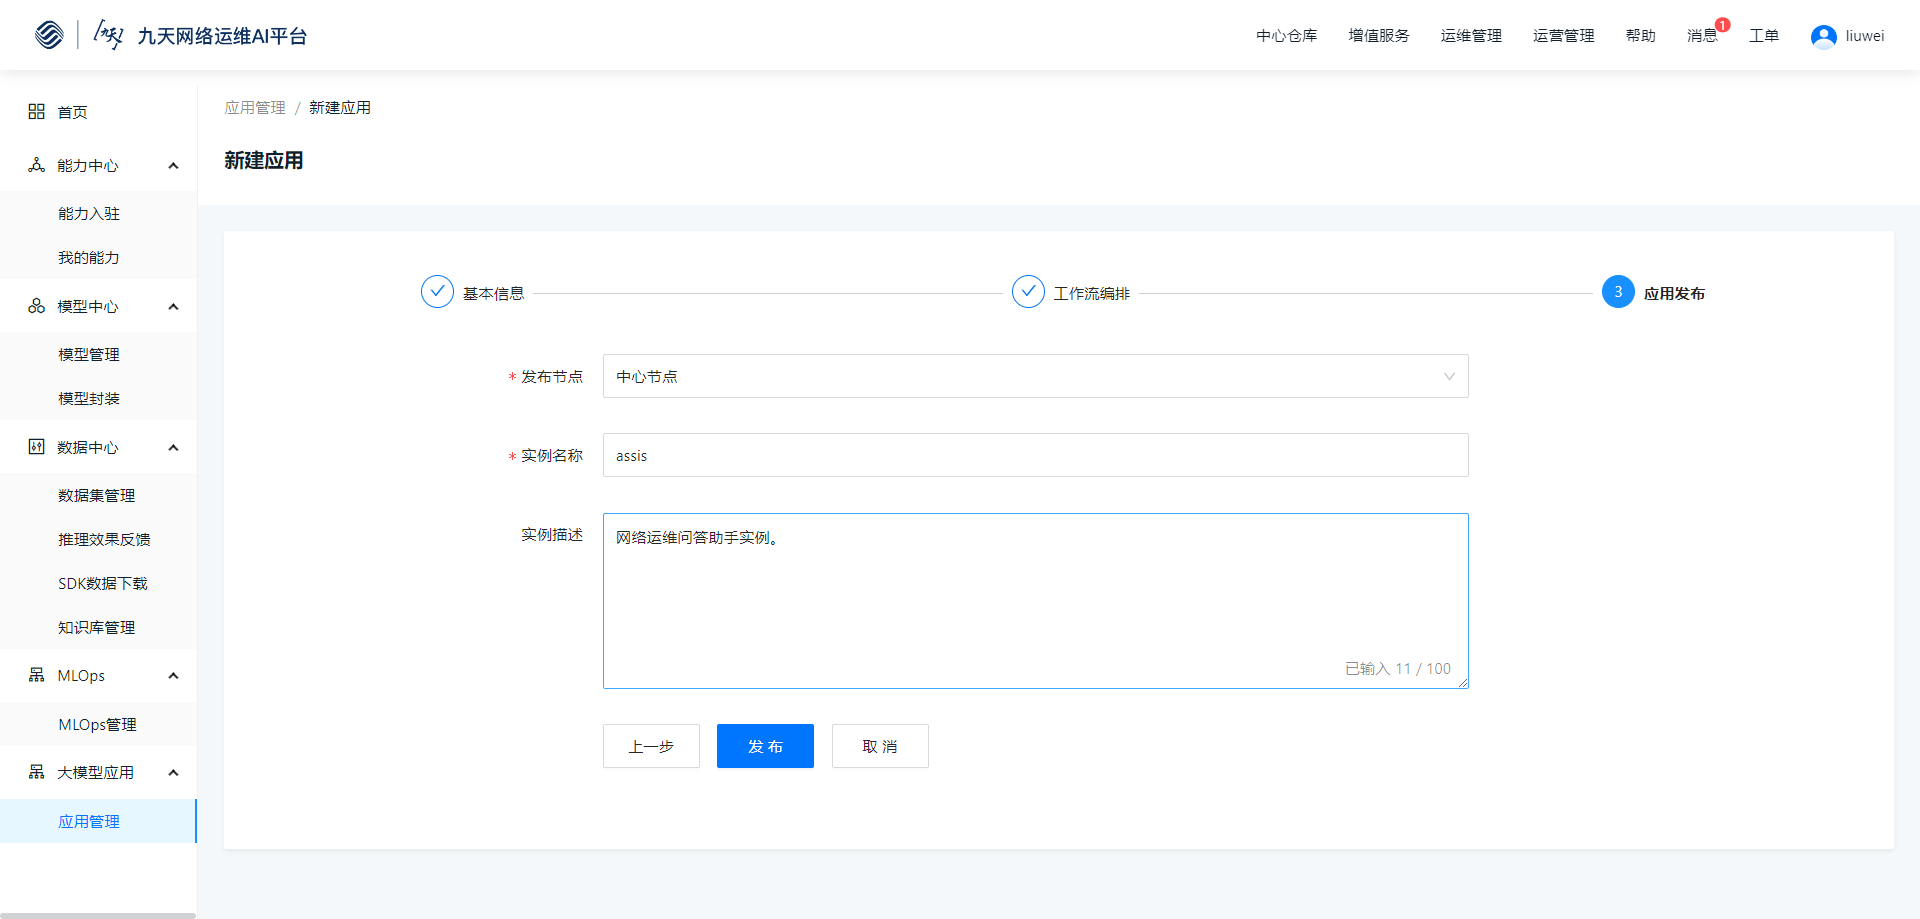 九天 九天网络运维AI平台
中心仓库 增值服务 运维管理 运营管理 帮助 消息 1 工单 liuwei
首页
能力中心
能力入驻
我的能力
模型中心
模型管理
模型封装
数据中心
数据集管理
推理效果反馈
SDK数据下载
知识库管理
MLOps
MLOps管理
大模型应用
应用管理
应用管理 / 新建应用
新建应用
基本信息 工作流编排 3 应用发布
* 发布节点 中心节点
* 实例名称 assis
实例描述 网络运维问答助手实例。
已输入 11 / 100
上一步 发布 取消